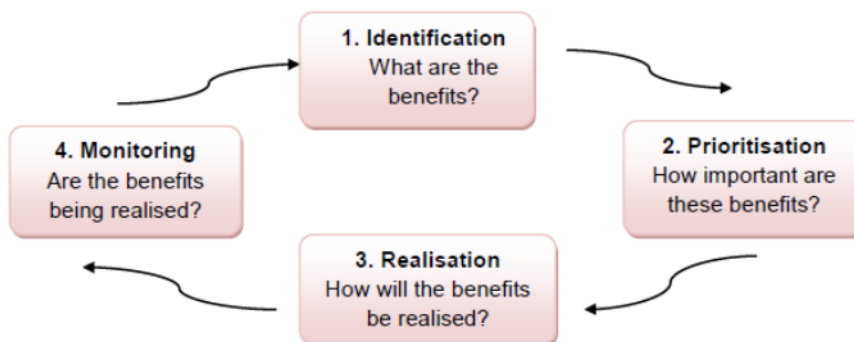 1. Identification
What are the
benefits?
2. Prioritisation
How important are
these benefits?
3. Realisation
How will the benefits
be realised?
4. Monitoring
Are the benefits
being realised?